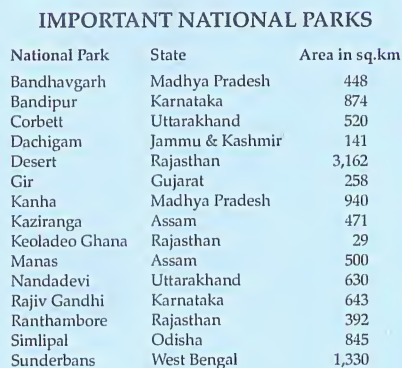 IMPORTANT NATIONAL PARKS
National Park State Area in sq.km
Bandhavgarh Madhya Pradesh 448
Bandipur Karnataka 874
Corbett Uttarakhand 520
Dachigam Jammu & Kashmir 141
Desert Rajasthan 3,162
Gir Gujarat 258
Kanha Madhya Pradesh 940
Kaziranga Assam 471
Keoladeo Ghana Rajasthan 29
Manas Assam 500
Nandadevi Uttarakhand 630
Rajiv Gandhi Karnataka 643
Ranthambore Rajasthan 392
Simlipal Odisha 845
Sunderbans West Bengal 1,330